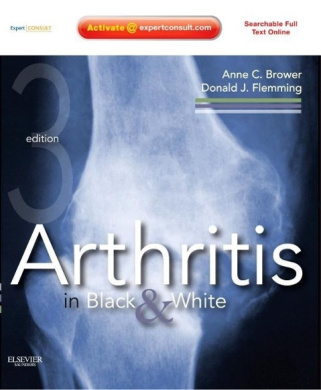 Expert CONSULT
Activate @ expertconsult.com
Searchable Full
Text Online
Anne C. Brower
Donald J. Flemming
3
edition
Arthritis
in Black & White
ELSEVIER
SAUNDERS